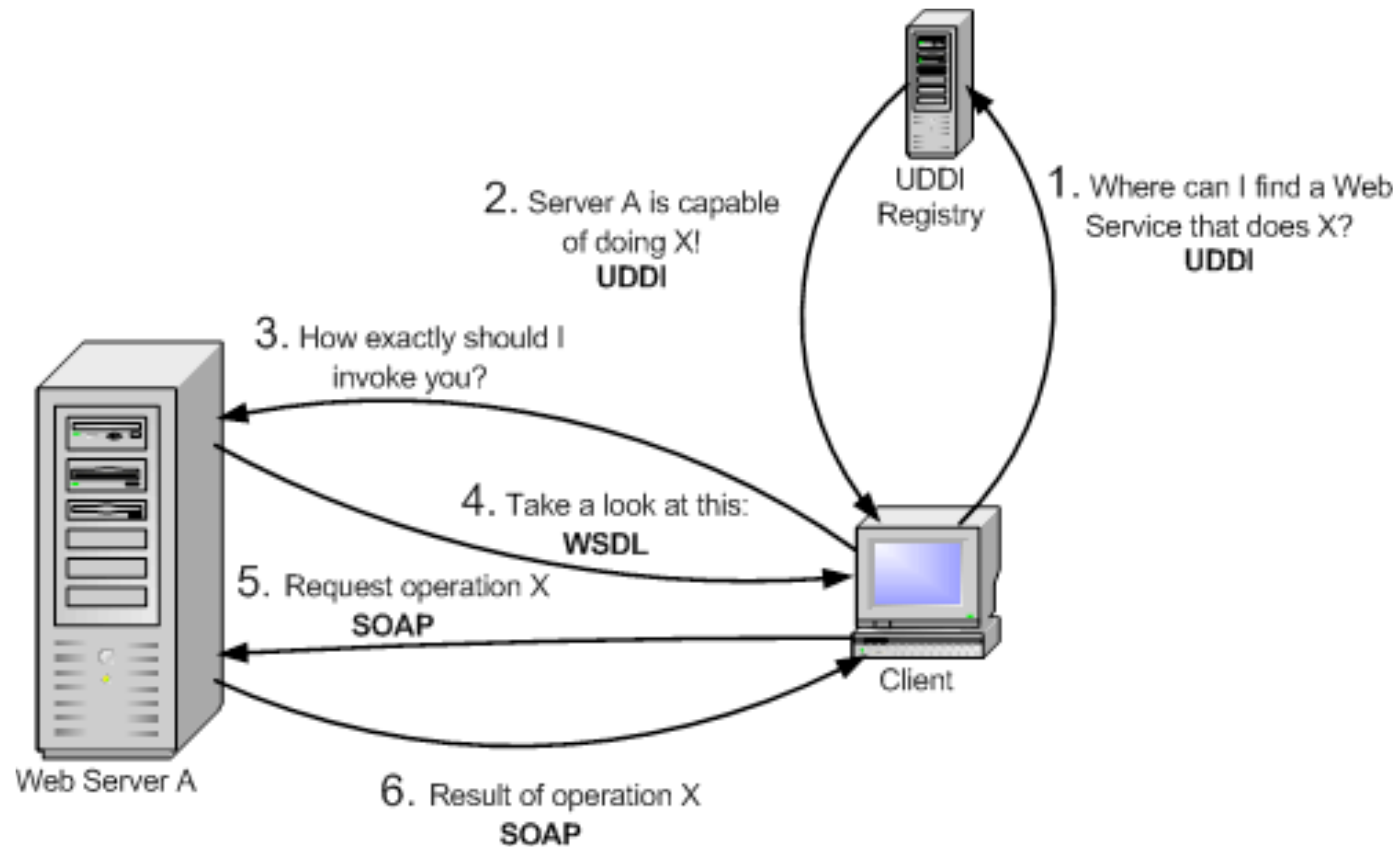 UDDI
Registry
1. Where can I find a Web
Service that does X?
UDDI
2. Server A is capable
of doing X!
UDDI
3. How exactly should I
invoke you?
4. Take a look at this:
WSDL
5. Request operation X
SOAP
Client
Web Server A
6. Result of operation X
SOAP